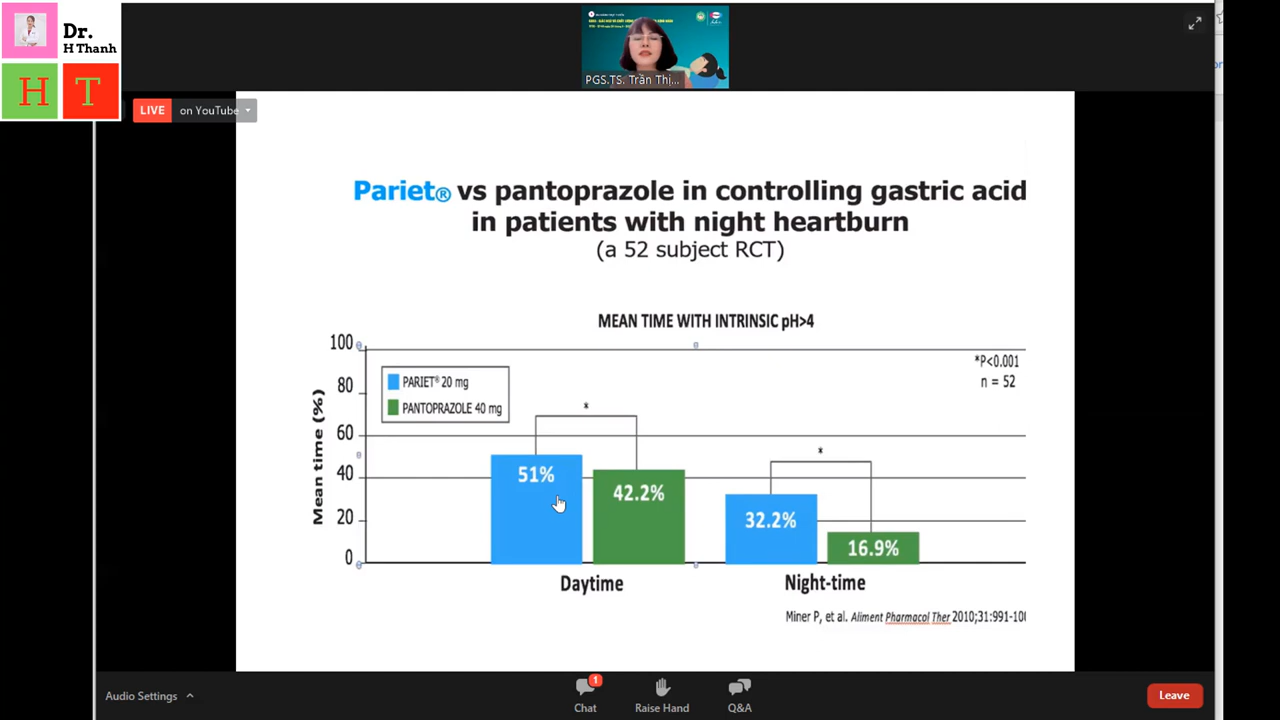 Dr.
H Thanh
H T
PGS.TS. Trần Thị...
LIVE on YouTube
Pariet® vs pantoprazole in controlling gastric acid
in patients with night heartburn
(a 52 subject RCT)
MEAN TIME WITH INTRINSIC pH>4
*P<0.001
n = 52
Mean time (%)
100
80
60
40
20
0
PARIET® 20 mg
PANTOPRAZOLE 40 mg
*
*
51%
42.2%
32.2%
16.9%
Daytime
Night-time
Miner P, et al. Aliment Pharmacol Ther 2010;31:991-100
Audio Settings
1
Chat
Raise Hand
Q&A
Leave